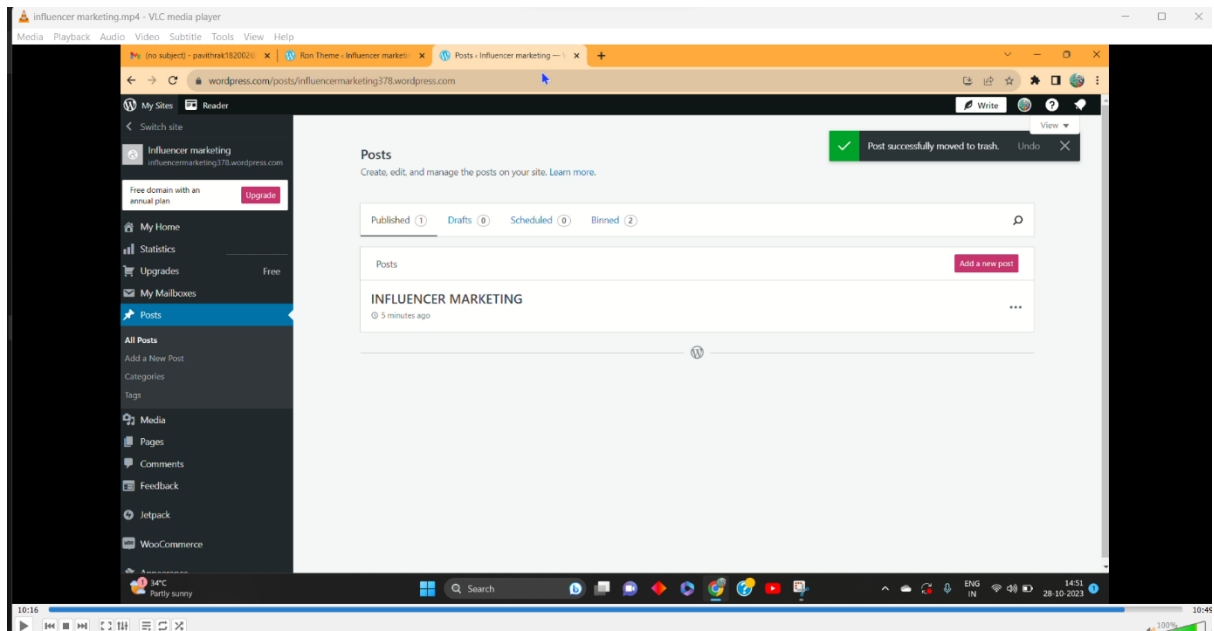 influencer marketing.mp4 - VLC media player
Media Playback Audio Video Subtitle Tools View Help
(no subject) - pavithrak182002@
Ron Theme ‹ Influencer marketi
Posts ‹ Influencer marketing —
wordpress.com/posts/influencermarketing378.wordpress.com
My Sites Reader Write
Switch site
View
Influencer marketing
influencermarketing378.wordpress.com
Post successfully moved to trash. Undo
Posts
Create, edit, and manage the posts on your site. Learn more.
Free domain with an annual plan
Upgrade
Published 1 Drafts 0 Scheduled 0 Binned 2
My Home
Statistics
Upgrades Free
My Mailboxes
Posts
All Posts
Add a New Post
Categories
Tags
Media
Pages
Comments
Feedback
Jetpack
WooCommerce
Appearance
Posts Add a new post
INFLUENCER MARKETING
5 minutes ago
34°C
Partly sunny
Search
ENG
IN
14:51
28-10-2023
10:16 10:49
100%